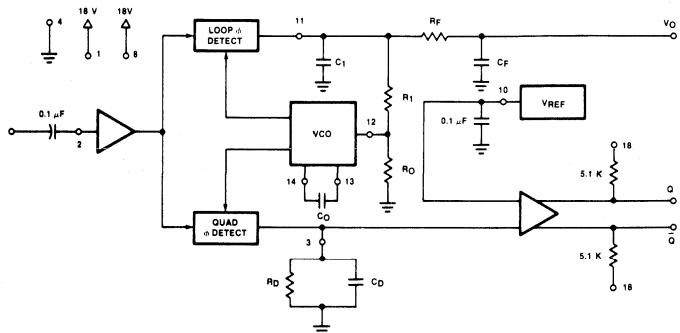 4
18 V
1
18V
8
LOOP ϕ
DETECT
11
C1
RF
CF
VO
0.1 μF
2
VCO
12
R1
RO
14
13
CO
10
VREF
0.1 μF
18
5.1 K
Q
Q̅
5.1 K
18
QUAD
ϕ DETECT
3
RD
CD